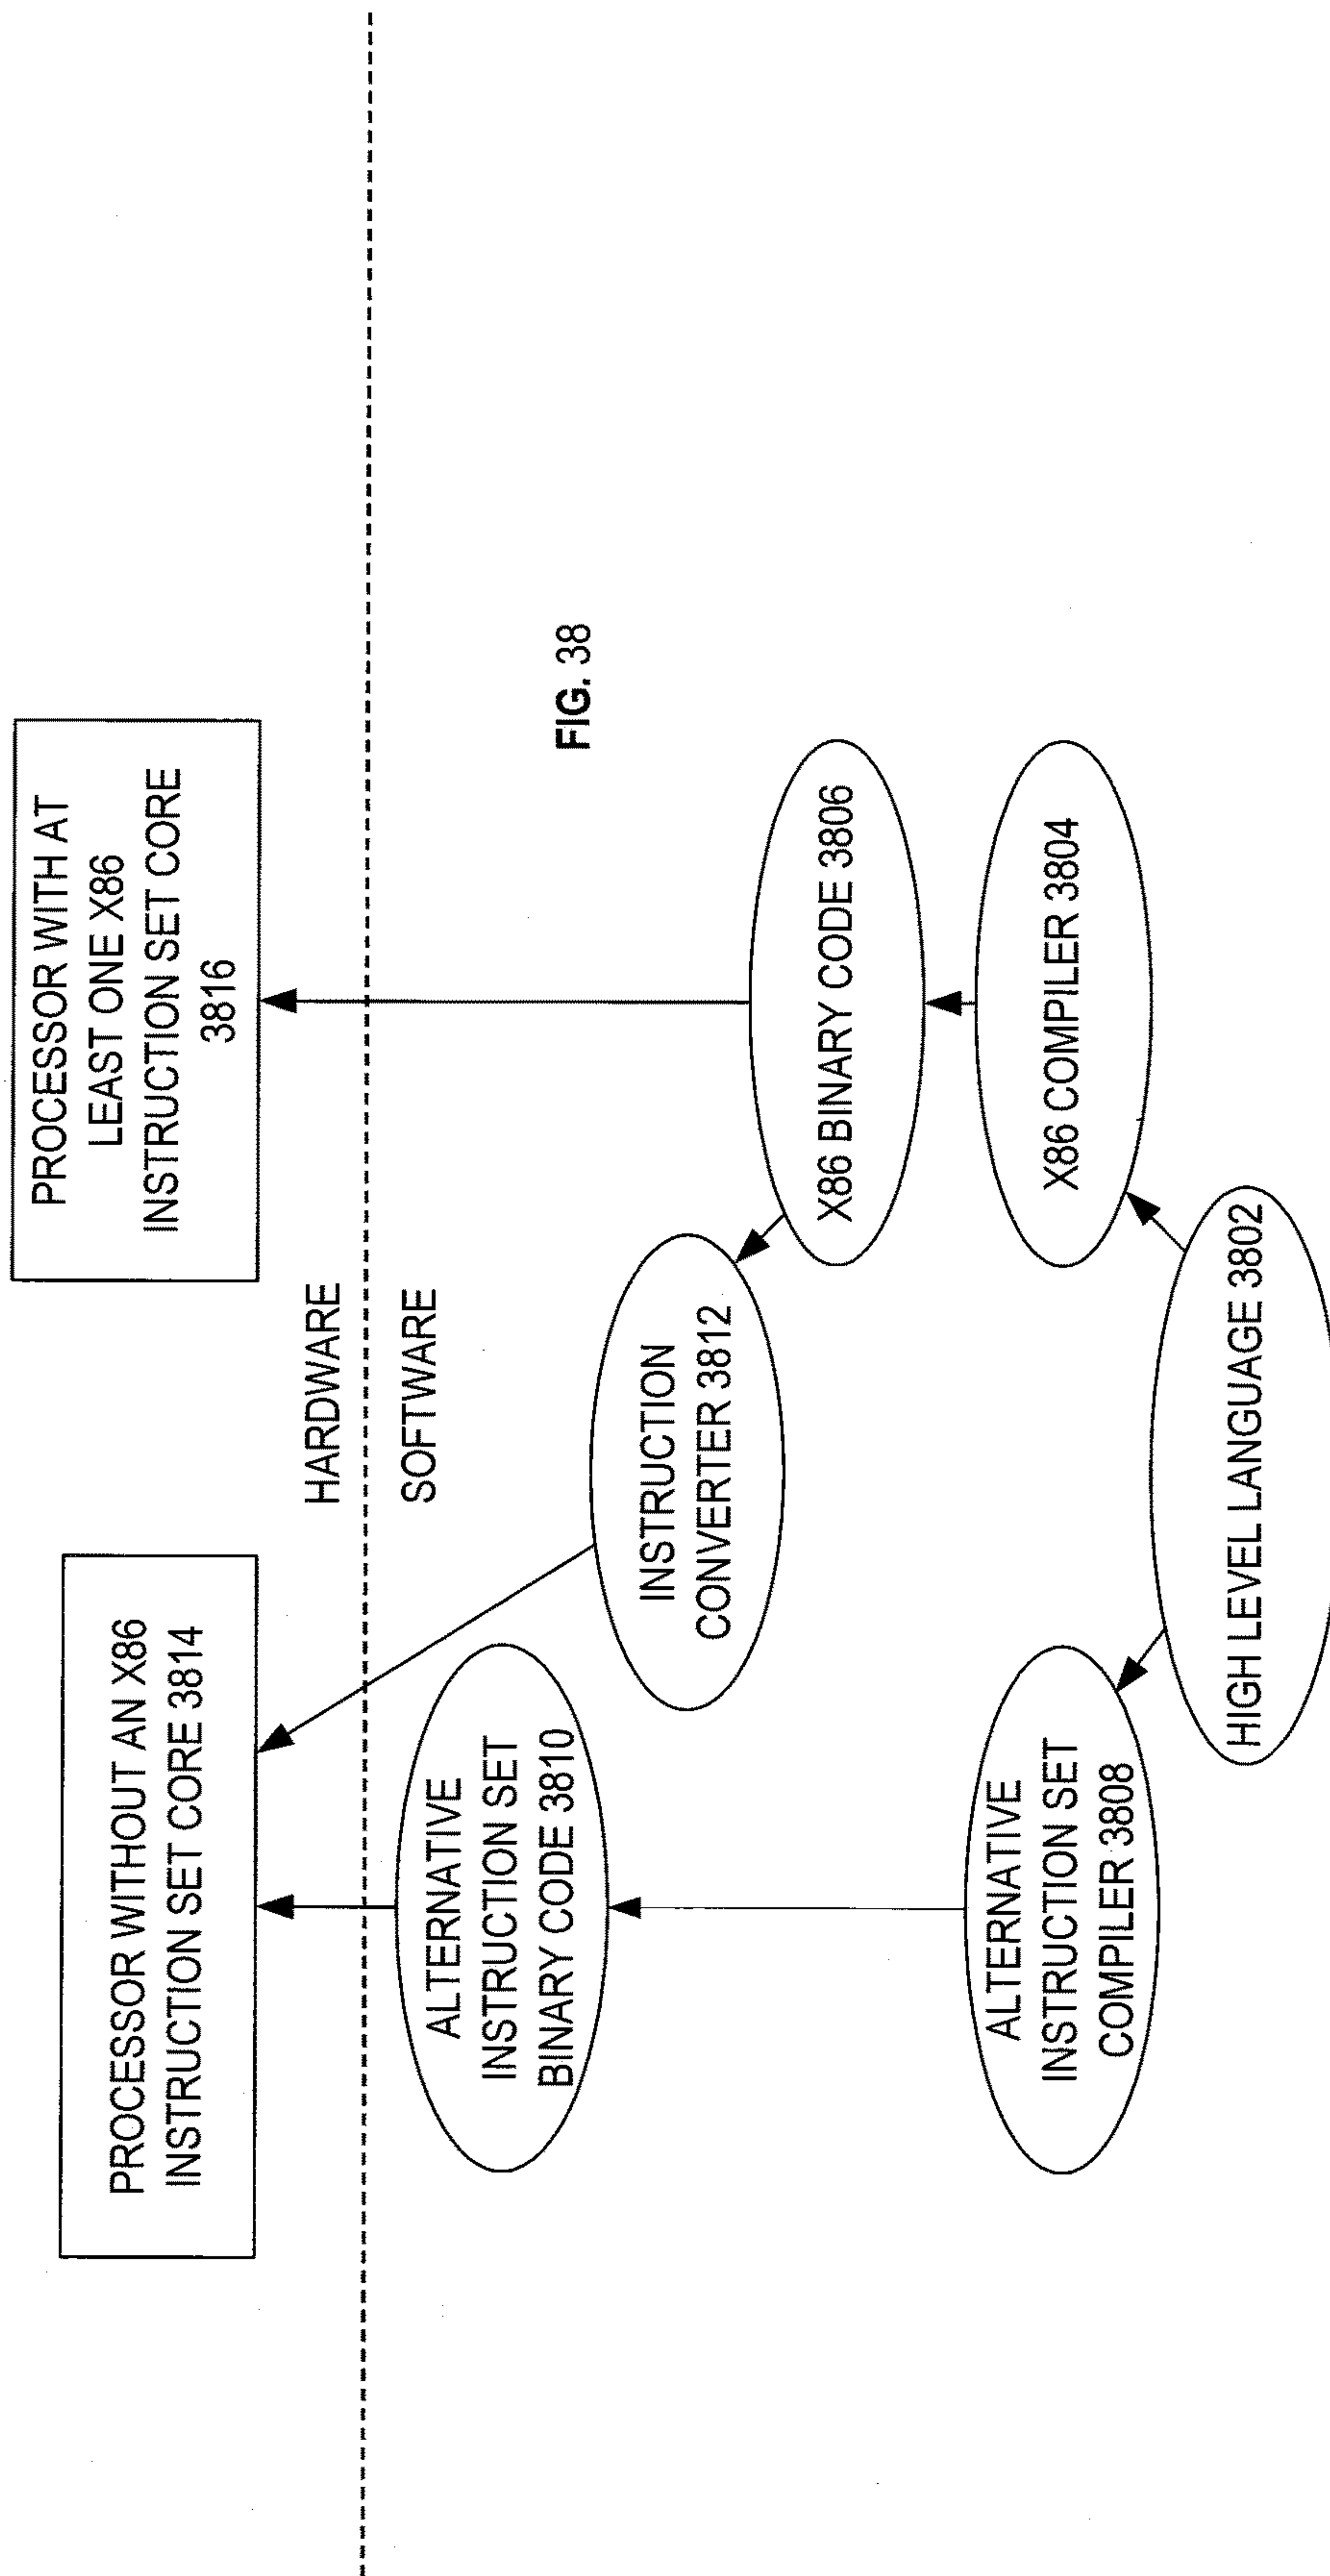 PROCESSOR WITHOUT AN X86
INSTRUCTION SET CORE 3814
PROCESSOR WITH AT
LEAST ONE X86
INSTRUCTION SET CORE
3816
HARDWARE
SOFTWARE
ALTERNATIVE
INSTRUCTION SET
BINARY CODE 3810
INSTRUCTION
CONVERTER 3812
FIG. 38
X86 BINARY CODE 3806
ALTERNATIVE
INSTRUCTION SET
COMPILER 3808
X86 COMPILER 3804
HIGH LEVEL LANGUAGE 3802